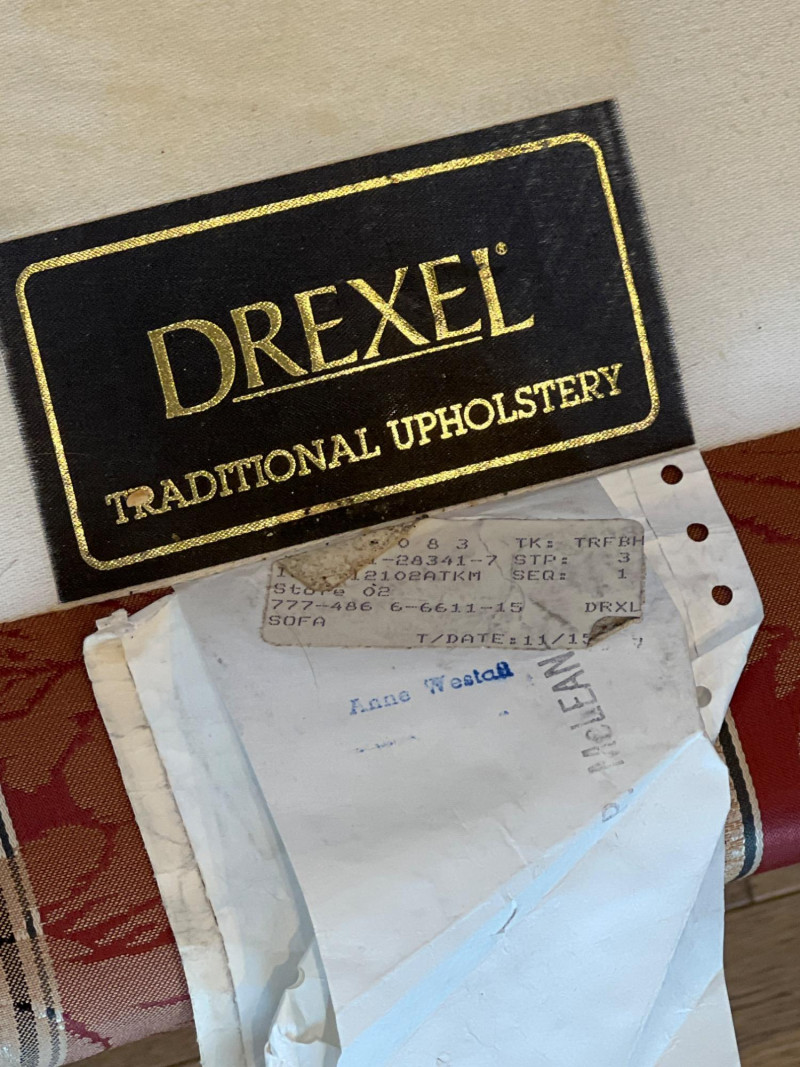 DREXEL®
TRADITIONAL UPHOLSTERY
0 8 3 TK: TRFBH
-28341-7 STP: 3
12102ATKM SEQ: 1
Store 02
777-486 6-6611-15 DRXL
SOFA
T/DATE:11/15
Anne Westall
McLEAN